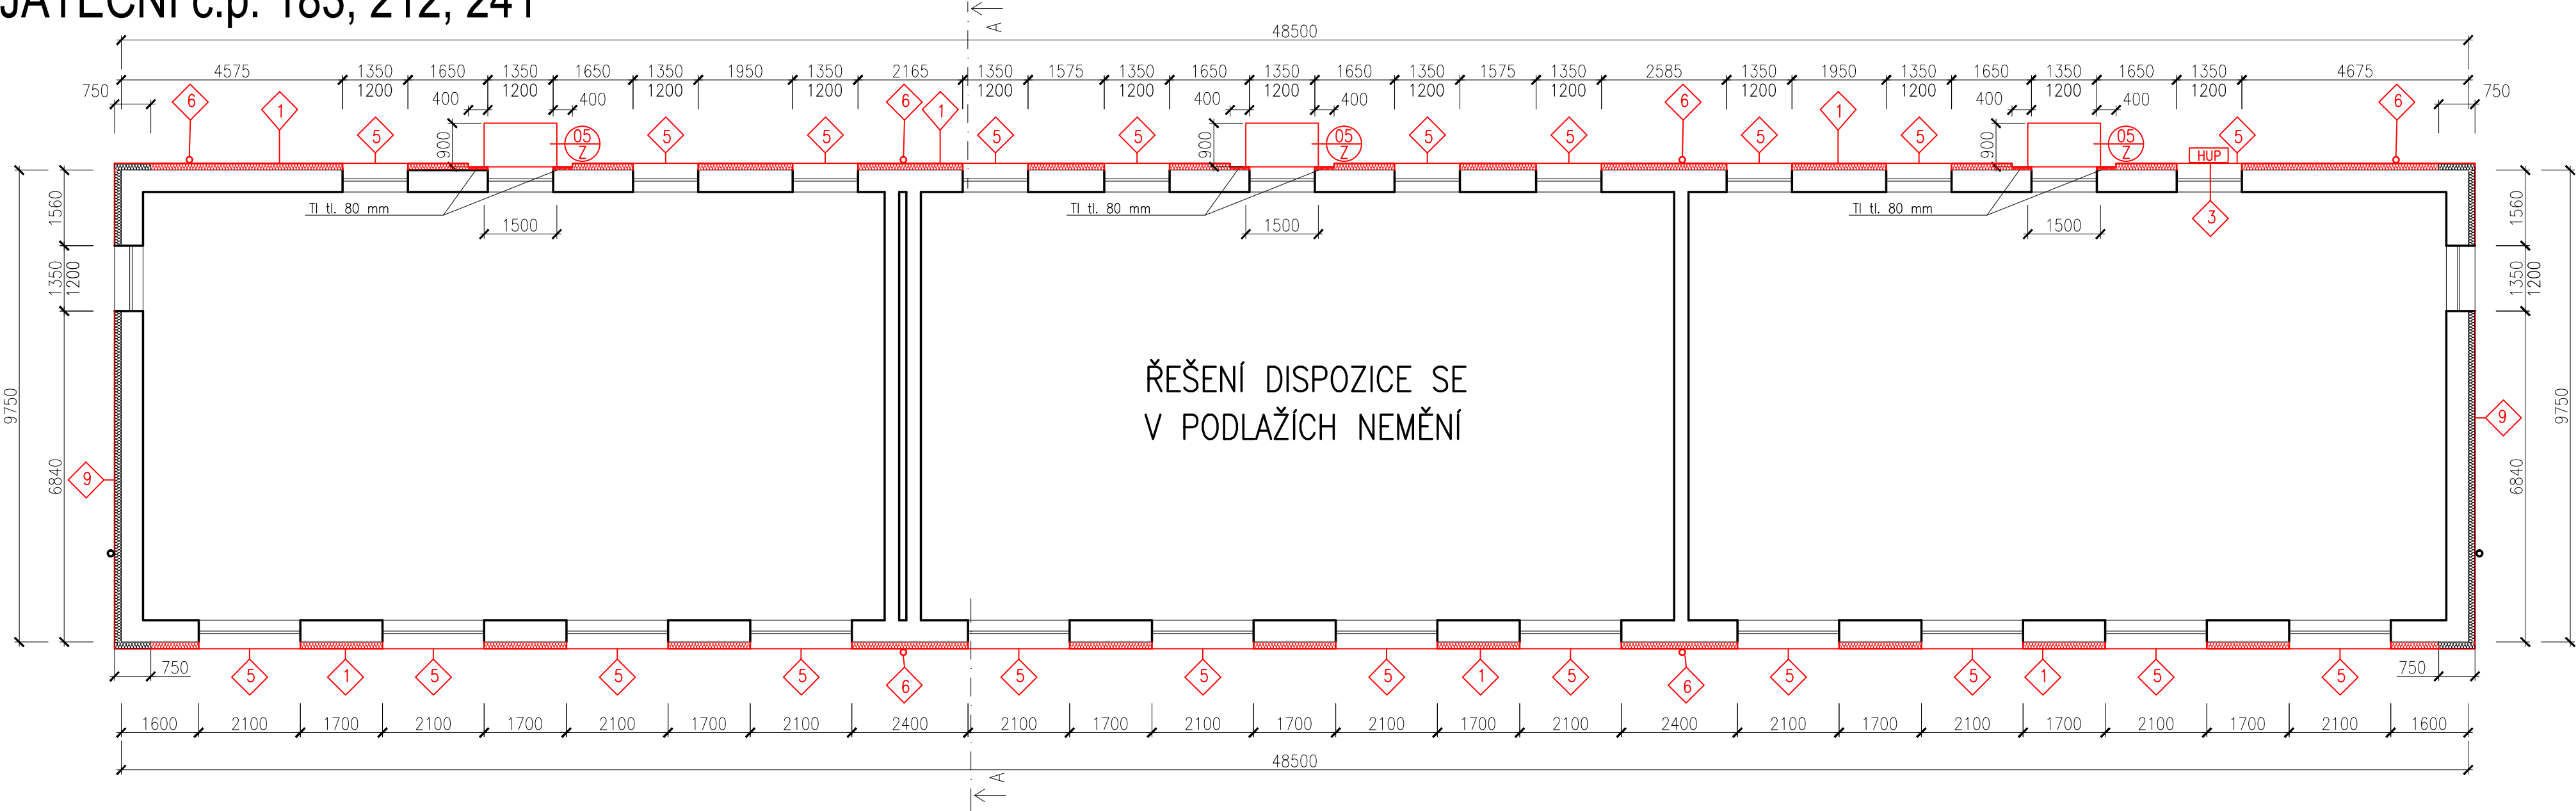 JATEČNÍ č.p. 183, 212, 241
A
48500
4575 1350 1650 1350 1650 1350 1950 1350 2165 1350 1575 1350 1650 1350 1650 1350 1575 1350 2585 1350 1950 1350 1650 1350 1650 1350 4675
1200 1200 1200 1200 1200 1200 1200 1200 1200 1200 1200 1200 1200 1200
750 400 400 400 400 400 400 750
6 1 6 1 6 1 6
5 5 5 5 5 5 5 5 5 5
900 05 900 05 900 05
Z Z Z
HUP
TI tl. 80 mm TI tl. 80 mm TI tl. 80 mm
1500 1500 1500 3
1560 1560
1350 1350
1200 1200
ŘEŠENÍ DISPOZICE SE
V PODLAŽÍCH NEMĚNÍ
9750 9750
6840 6840
9 9
750 5 1 5 5 5 6 5 5 5 1 5 6 5 5 1 5 5 750
1600 2100 1700 2100 1700 2100 1700 2100 2400 2100 1700 2100 1700 2100 1700 2100 2400 2100 1700 2100 1700 2100 1700 2100 1600
48500
A